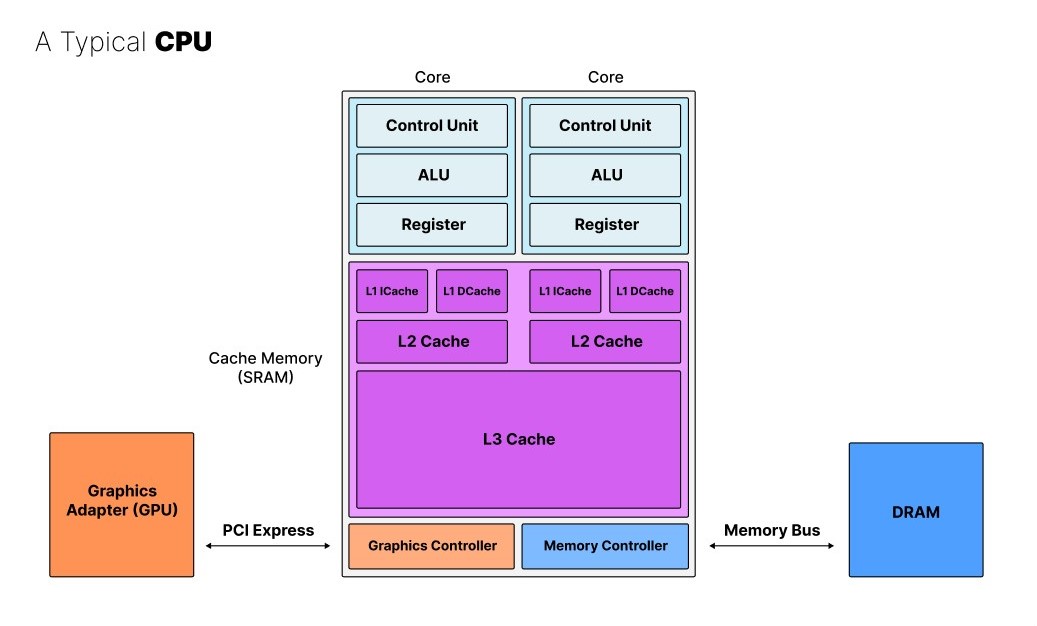 A Typical CPU
Core
Core
Control Unit
Control Unit
ALU
ALU
Register
Register
L1 ICache
L1 DCache
L1 ICache
L1 DCache
L2 Cache
L2 Cache
Cache Memory
(SRAM)
L3 Cache
Graphics
Adapter (GPU)
PCI Express
Graphics Controller
Memory Controller
Memory Bus
DRAM